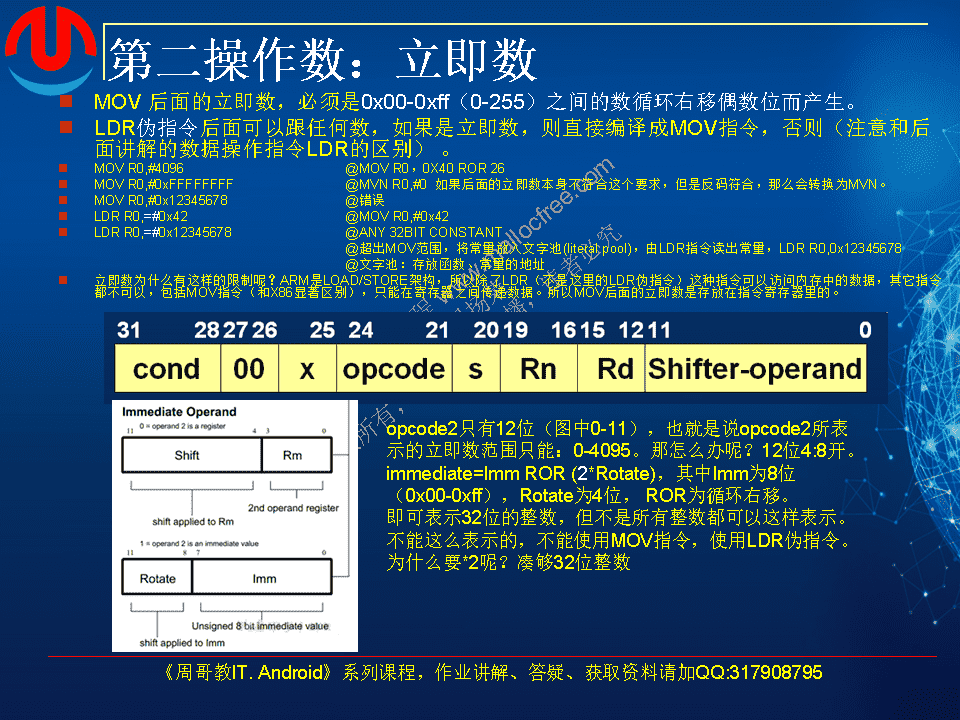 第二操作数：立即数
MOV 后面的立即数，必须是0x00-0xff（0-255）之间的数循环右移偶数位而产生。
LDR伪指令后面可以跟任何数，如果是立即数，则直接编译成MOV指令，否则（注意和后
面讲解的数据操作指令LDR的区别）。
MOV R0,#4096 @MOV R0，0X40 ROR 26
MOV R0,#0xFFFFFFFF @MVN R0,#0 如果后面的立即数本身不符合这个要求，但是反码符合，那么会转换为MVN。
MOV R0,#0x12345678 @错误
LDR R0,=#0x42 @MOV R0,#0x42
LDR R0,=#0x12345678 @ANY 32BIT CONSTANT
@超出MOV范围，将常量放入文字池(literal pool)，由LDR指令读出常量，LDR R0,0x12345678
@文字池：存放函数、常量的地址
立即数为什么有这样的限制呢？ARM是LOAD/STORE架构，所以除了LDR（不是这里的LDR伪指令）这种指令可以访问内存中的数据，其它指令
都不可以，包括MOV指令（和X86显著区别），只能在寄存器之间传递数据。所以MOV后面的立即数是存放在指令寄存器里的。
31 28 27 26 25 24 21 20 19 16 15 12 11 0
cond 00 x opcode s Rn Rd Shifter-operand
Immediate Operand
11 0 = operand 2 is a register 4 3 0
Shift Rm
2nd operand register
shift applied to Rm
1 = operand 2 is an immediate value
11 8 7 0
Rotate Imm
Unsigned 8 bit immediate value
shift applied to Imm
opcode2只有12位（图中0-11），也就是说opcode2所表
示的立即数范围只能：0-4095。那怎么办呢？12位4:8开。
immediate=Imm ROR (2*Rotate)，其中Imm为8位
（0x00-0xff），Rotate为4位， ROR为循环右移。
即可表示32位的整数，但不是所有整数都可以这样表示。
不能这么表示的，不能使用MOV指令，使用LDR伪指令。
为什么要*2呢？凑够32位整数
《周哥教IT. Android》系列课程，作业讲解、答疑、获取资料请加QQ:317908795